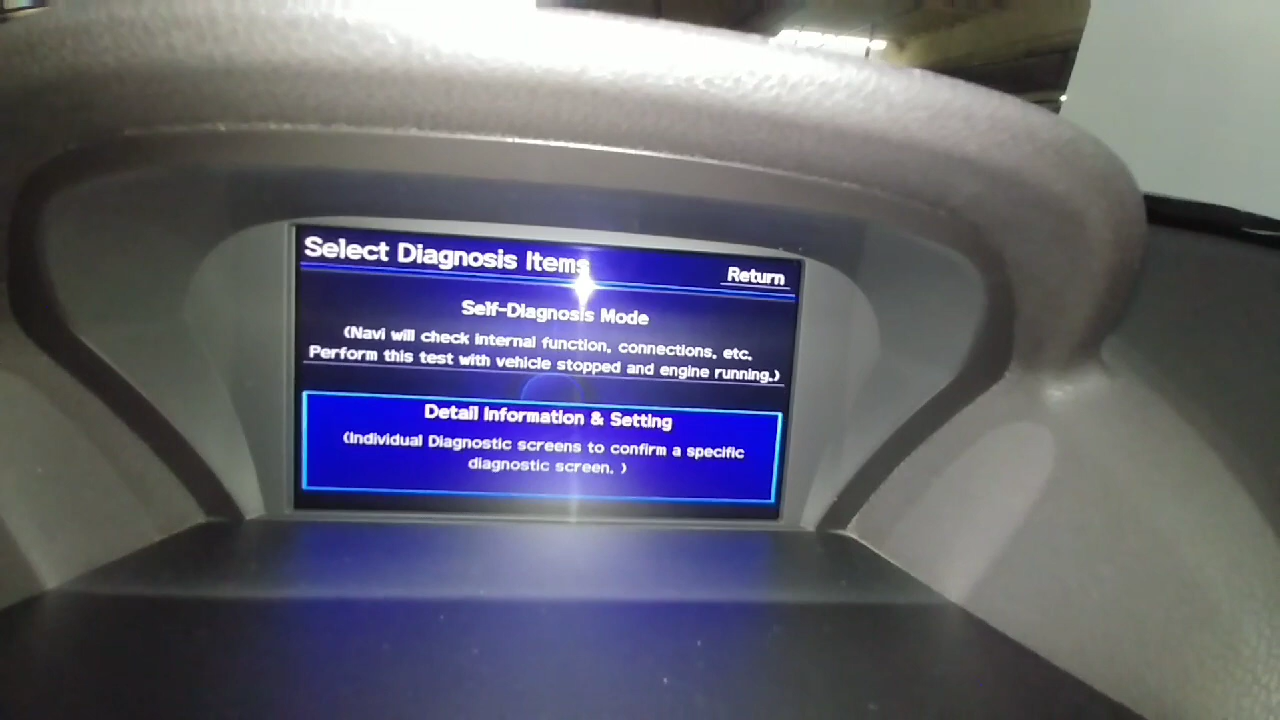 Select Diagnosis Items
Return
Self-Diagnosis Mode
(Navi will check internal function, connections, etc.
Perform this test with vehicle stopped and engine running.)
Detail Information & Setting
(Individual Diagnostic screens to confirm a specific
diagnostic screen. )